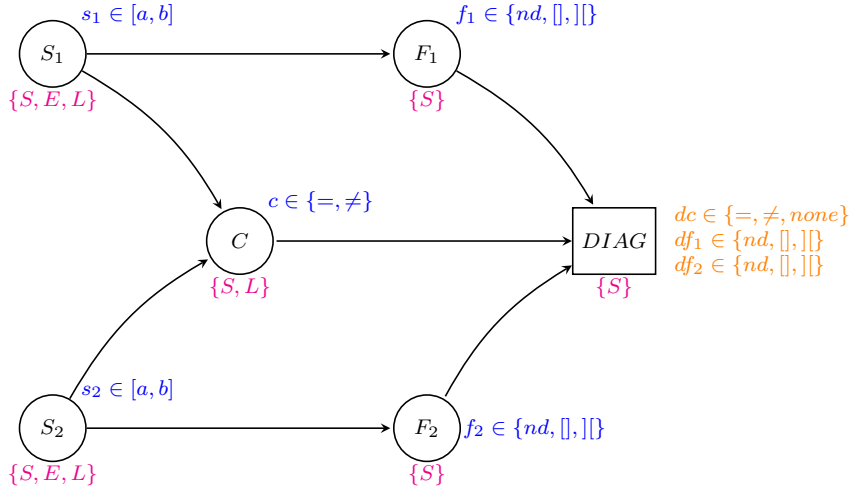 s₁ ∈ [a, b]
f₁ ∈ {nd, [], ][}
S₁
F₁
{S, E, L}
{S}
c ∈ {=, ≠}
C
DIAG
dc ∈ {=, ≠, none}
df₁ ∈ {nd, [], ][}
df₂ ∈ {nd, [], ][}
{S, L}
{S}
s₂ ∈ [a, b]
S₂
F₂
f₂ ∈ {nd, [], ][}
{S, E, L}
{S}